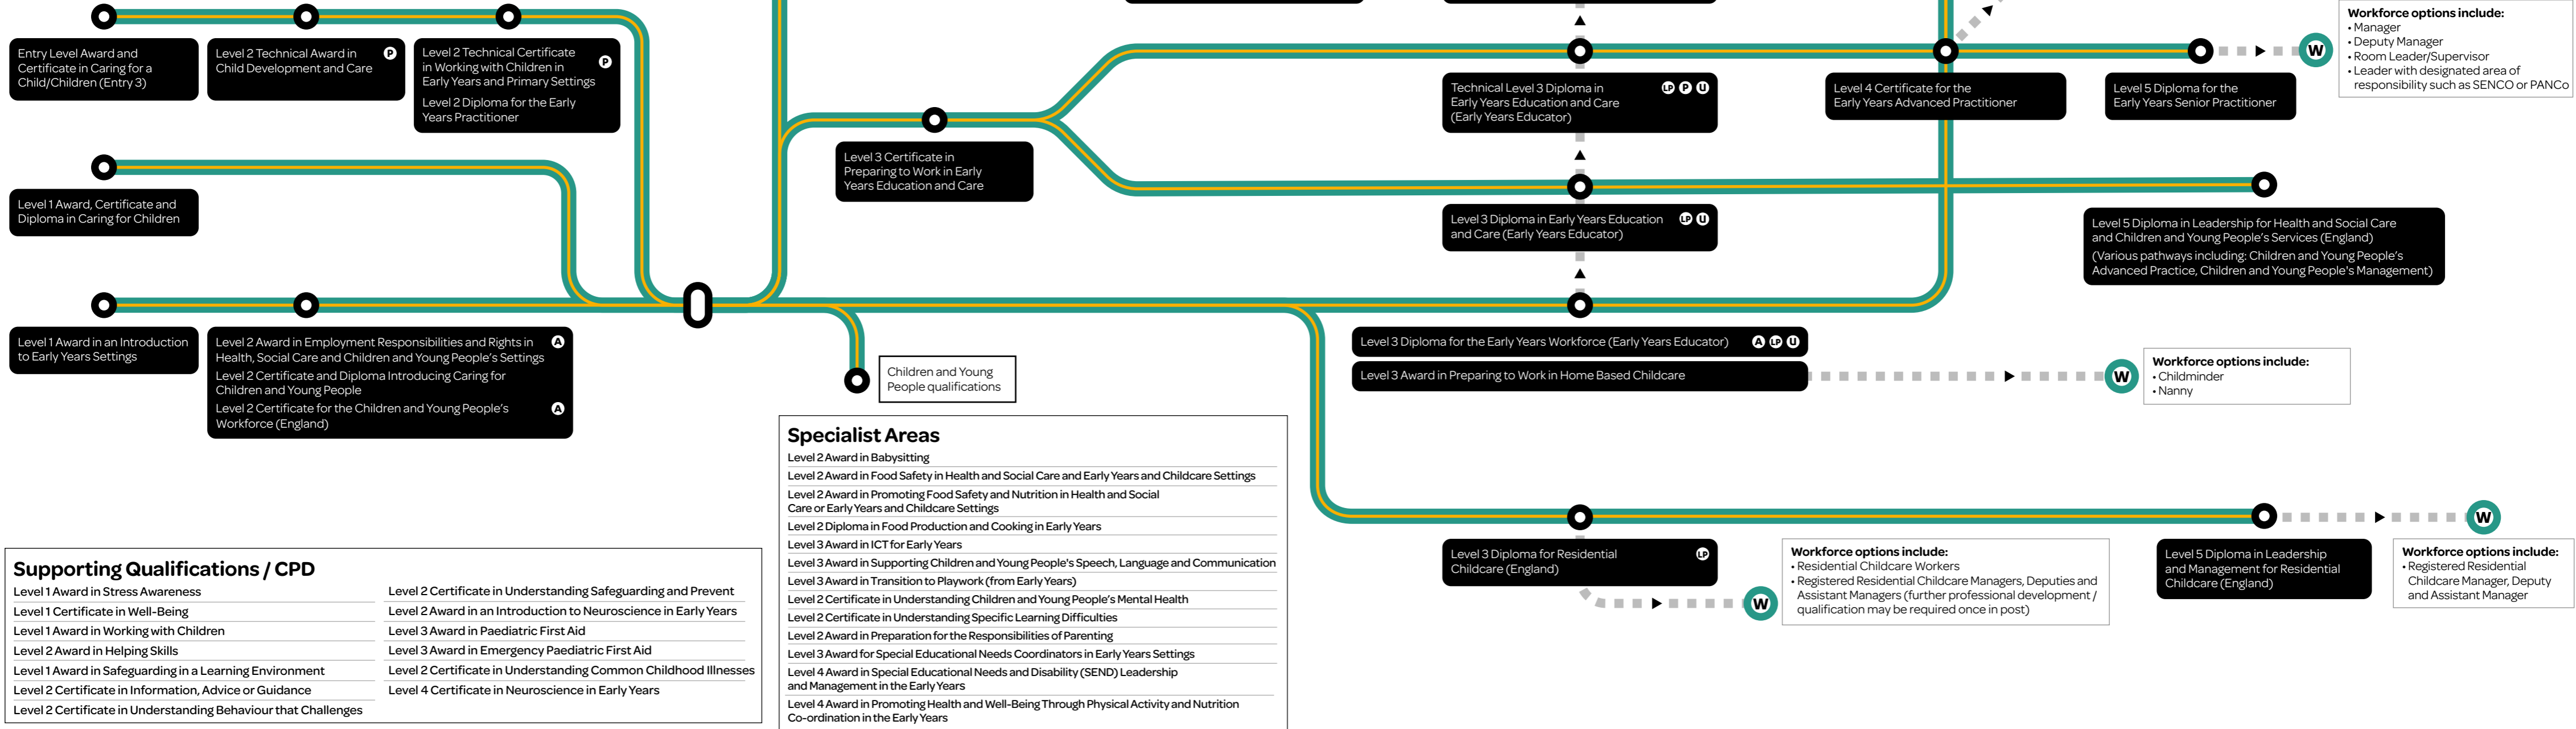 Entry Level Award and
Certificate in Caring for a
Child/Children (Entry 3)
Level 2 Technical Award in
Child Development and Care
P
Level 2 Technical Certificate
in Working with Children in
Early Years and Primary Settings
P
Level 2 Diploma for the Early
Years Practitioner
Level 1 Award, Certificate and
Diploma in Caring for Children
Level 1 Award in an Introduction
to Early Years Settings
Level 2 Award in Employment Responsibilities and Rights in
Health, Social Care and Children and Young People's Settings
A
Level 2 Certificate and Diploma Introducing Caring for
Children and Young People
Level 2 Certificate for the Children and Young People's
Workforce (England)
A
Level 3 Certificate in
Preparing to Work in Early
Years Education and Care
Technical Level 3 Diploma in
Early Years Education and Care
(Early Years Educator)
LP P U
Level 4 Certificate for the
Early Years Advanced Practitioner
Level 5 Diploma for the
Early Years Senior Practitioner
W
Workforce options include:
• Manager
• Deputy Manager
• Room Leader/Supervisor
• Leader with designated area of
responsibility such as SENCO or PANCo
Level 3 Diploma in Early Years Education
and Care (Early Years Educator)
LP U
Level 5 Diploma in Leadership for Health and Social Care
and Children and Young People's Services (England)
(Various pathways including: Children and Young People's
Advanced Practice, Children and Young People's Management)
Children and Young
People qualifications
Level 3 Diploma for the Early Years Workforce (Early Years Educator)
A LP U
Level 3 Award in Preparing to Work in Home Based Childcare
W
Workforce options include:
• Childminder
• Nanny
Level 3 Diploma for Residential
Childcare (England)
LP
W
Workforce options include:
• Residential Childcare Workers
• Registered Residential Childcare Managers, Deputies and
Assistant Managers (further professional development /
qualification may be required once in post)
Level 5 Diploma in Leadership
and Management for Residential
Childcare (England)
W
Workforce options include:
• Registered Residential
Childcare Manager, Deputy
and Assistant Manager
Specialist Areas
Level 2 Award in Babysitting
Level 2 Award in Food Safety in Health and Social Care and Early Years and Childcare Settings
Level 2 Award in Promoting Food Safety and Nutrition in Health and Social
Care or Early Years and Childcare Settings
Level 2 Diploma in Food Production and Cooking in Early Years
Level 3 Award in ICT for Early Years
Level 3 Award in Supporting Children and Young People's Speech, Language and Communication
Level 3 Award in Transition to Playwork (from Early Years)
Level 2 Certificate in Understanding Children and Young People's Mental Health
Level 2 Certificate in Understanding Specific Learning Difficulties
Level 2 Award in Preparation for the Responsibilities of Parenting
Level 3 Award for Special Educational Needs Coordinators in Early Years Settings
Level 4 Award in Special Educational Needs and Disability (SEND) Leadership
and Management in the Early Years
Level 4 Award in Promoting Health and Well-Being Through Physical Activity and Nutrition
Co-ordination in the Early Years
Supporting Qualifications / CPD
Level 1 Award in Stress Awareness
Level 1 Certificate in Well-Being
Level 1 Award in Working with Children
Level 2 Award in Helping Skills
Level 1 Award in Safeguarding in a Learning Environment
Level 2 Certificate in Information, Advice or Guidance
Level 2 Certificate in Understanding Behaviour that Challenges
Level 2 Certificate in Understanding Safeguarding and Prevent
Level 2 Award in an Introduction to Neuroscience in Early Years
Level 3 Award in Paediatric First Aid
Level 3 Award in Emergency Paediatric First Aid
Level 2 Certificate in Understanding Common Childhood Illnesses
Level 4 Certificate in Neuroscience in Early Years